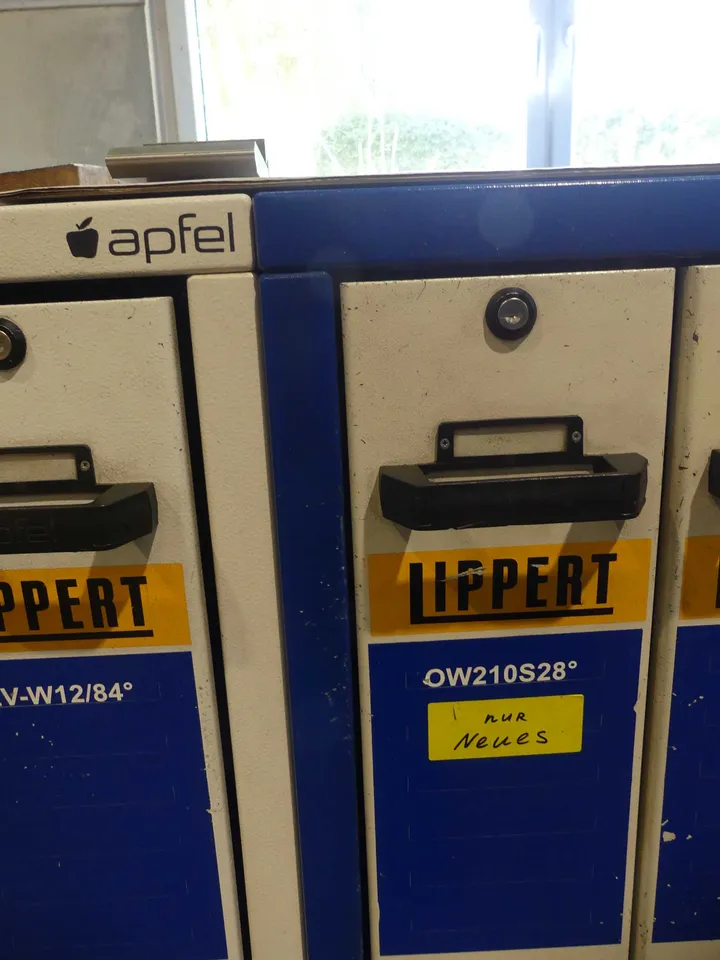 apfel
LIPPERT
OW210S28°
nur
Neues
PPERT
V-W12/84°